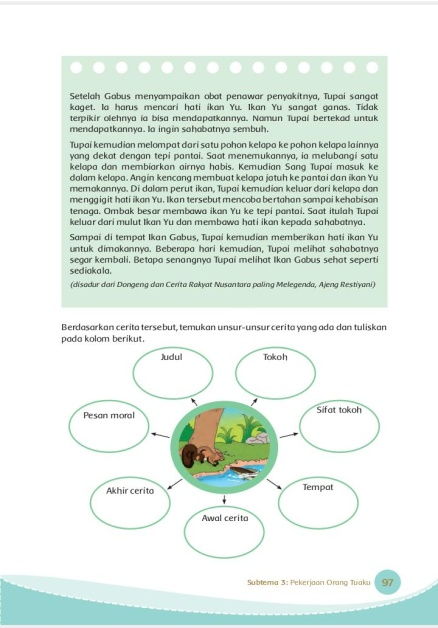 Setelah Gabus menyampaikan obat penawar penyakitnya, Tupai sangat
kaget. Ia harus mencari hati ikan Yu. Ikan Yu sangat ganas. Tidak
terpikir olehnya ia bisa mendapatkannya. Namun Tupai bertekad untuk
mendapatkannya. Ia ingin sahabatnya sembuh.
Tupai kemudian melompat dari satu pohon kelapa ke pohon kelapa lainnya
yang dekat dengan tepi pantai. Saat menemukannya, ia melubangi satu
kelapa dan membiarkan airnya habis. Kemudian Sang Tupai masuk ke
dalam kelapa. Angin kencang membuat kelapa jatuh ke pantai dan ikan Yu
memakannya. Di dalam perut ikan, Tupai kemudian keluar dari kelapa dan
menggigit hati ikan Yu. Ikan tersebut mencoba bertahan sampai kehabisan
tenaga. Ombak besar membawa ikan Yu ke tepi pantai. Saat itulah Tupai
keluar dari mulut Ikan Yu dan membawa hati ikan kepada sahabatnya.
Sampai di tempat Ikan Gabus, Tupai kemudian memberikan hati ikan Yu
untuk dimakannya. Beberapa hari kemudian, Tupai melihat sahabatnya
segar kembali. Betapa senangnya Tupai melihat Ikan Gabus sehat seperti
sediakala.
(disadur dari Dongeng dan Cerita Rakyat Nusantara paling Melegenda, Ajeng Restiyani)
Berdasarkan cerita tersebut, temukan unsur-unsur cerita yang ada dan tuliskan
pada kolom berikut.
Judul
Tokoh
Pesan moral
Sifat tokoh
Akhir cerita
Tempat
Awal cerita
Subtema 3: Pekerjaan Orang Tuaku 97